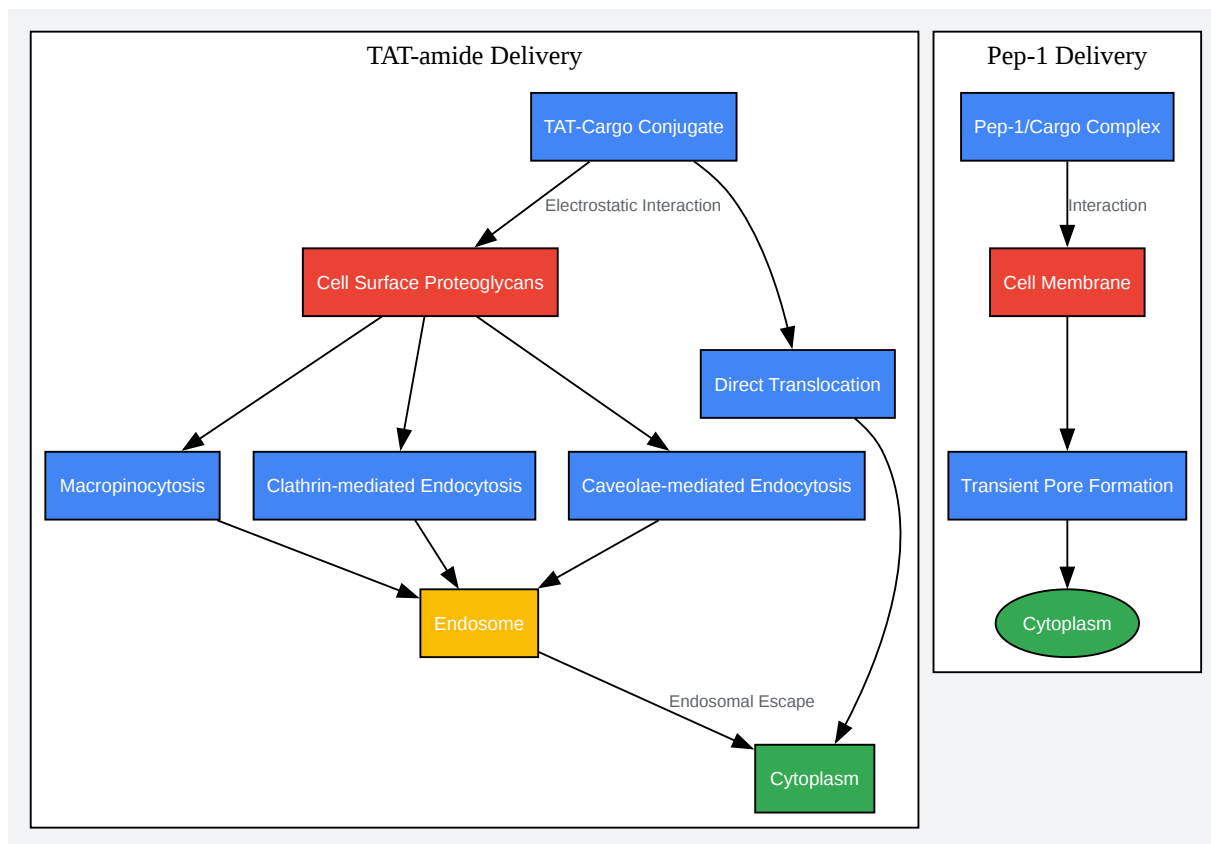 TAT-amide Delivery
TAT-Cargo Conjugate
Electrostatic Interaction
Cell Surface Proteoglycans
Direct Translocation
Macropinocytosis
Clathrin-mediated Endocytosis
Caveolae-mediated Endocytosis
Endosome
Endosomal Escape
Cytoplasm
Pep-1 Delivery
Pep-1/Cargo Complex
Interaction
Cell Membrane
Transient Pore Formation
Cytoplasm